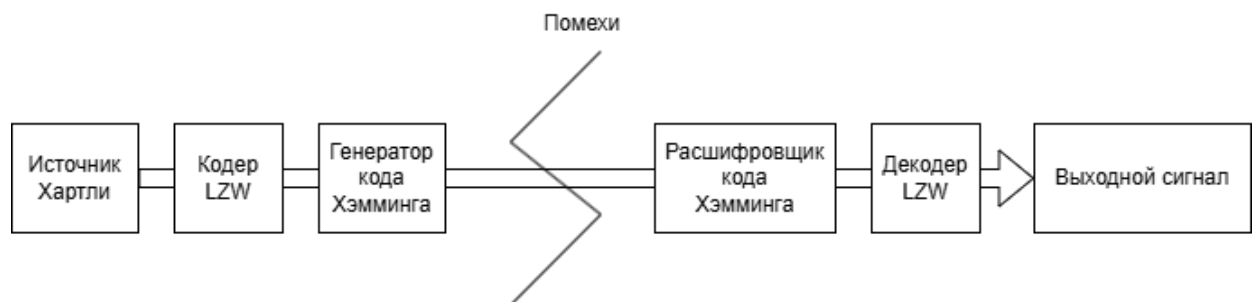 Помехи
Источник
Хартли
Кодер
LZW
Генератор
кода
Хэмминга
Расшифровщик
кода
Хэмминга
Декодер
LZW
Выходной сигнал